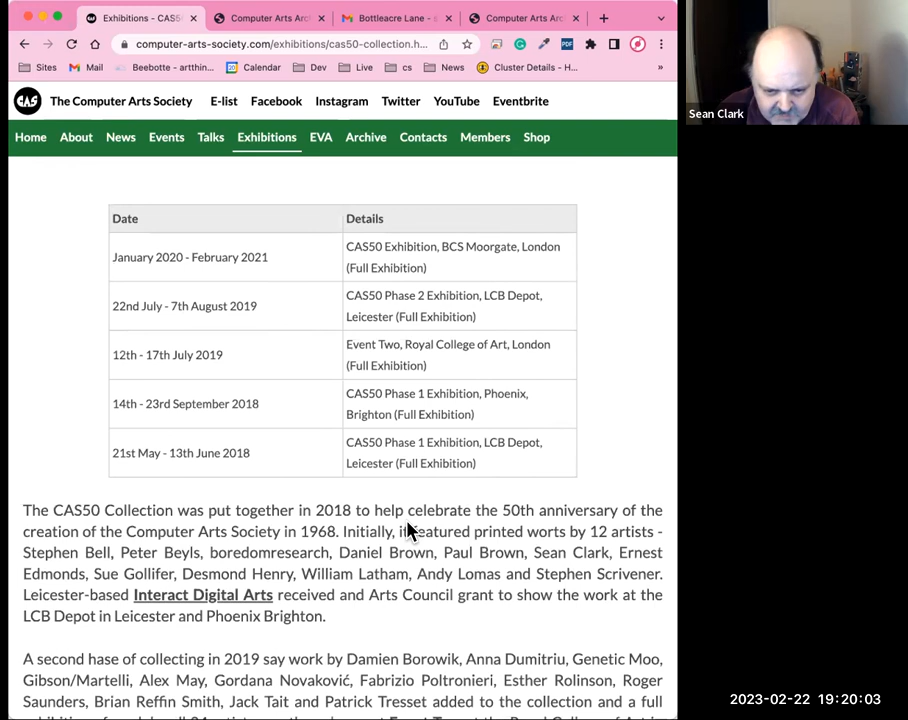 Exhibitions - CAS5
Computer Arts Arc
Bottleacre Lane -
Computer Arts Arc
computer-arts-society.com/exhibitions/cas50-collection.h...
Sites Mail Beebotte - artthin... Calendar Dev Live cs News Cluster Details - H... »
CAS The Computer Arts Society E-list Facebook Instagram Twitter YouTube Eventbrite
Home About News Events Talks Exhibitions EVA Archive Contacts Members Shop
Sean Clark
Date Details
January 2020 - February 2021 CAS50 Exhibition, BCS Moorgate, London
(Full Exhibition)
22nd July - 7th August 2019 CAS50 Phase 2 Exhibition, LCB Depot,
Leicester (Full Exhibition)
12th - 17th July 2019 Event Two, Royal College of Art, London
(Full Exhibition)
14th - 23rd September 2018 CAS50 Phase 1 Exhibition, Phoenix,
Brighton (Full Exhibition)
21st May - 13th June 2018 CAS50 Phase 1 Exhibition, LCB Depot,
Leicester (Full Exhibition)
The CAS50 Collection was put together in 2018 to help celebrate the 50th anniversary of the
creation of the Computer Arts Society in 1968. Initially, it featured printed worts by 12 artists -
Stephen Bell, Peter Beyls, boredomresearch, Daniel Brown, Paul Brown, Sean Clark, Ernest
Edmonds, Sue Gollifer, Desmond Henry, William Latham, Andy Lomas and Stephen Scrivener.
Leicester-based Interact Digital Arts received and Arts Council grant to show the work at the
LCB Depot in Leicester and Phoenix Brighton.
A second hase of collecting in 2019 say work by Damien Borowik, Anna Dumitriu, Genetic Moo,
Gibson/Martelli, Alex May, Gordana Novaković, Fabrizio Poltronieri, Esther Rolinson, Roger
Saunders, Brian Reffin Smith, Jack Tait and Patrick Tresset added to the collection and a full
2023-02-22 19:20:03